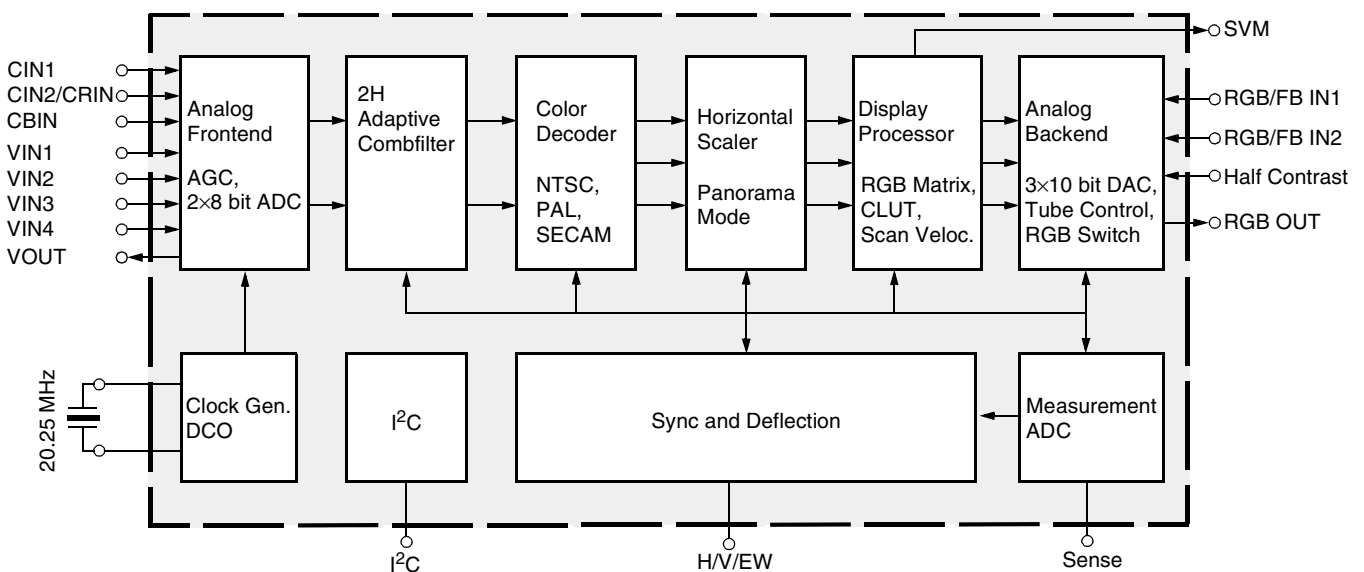 SVM
CIN1
CIN2/CRIN
CBIN
VIN1
VIN2
VIN3
VIN4
VOUT
Analog
Frontend
AGC,
2×8 bit ADC
2H
Adaptive
Combfilter
Color
Decoder
NTSC,
PAL,
SECAM
Horizontal
Scaler
Panorama
Mode
Display
Processor
RGB Matrix,
CLUT,
Scan Veloc.
Analog
Backend
3×10 bit DAC,
Tube Control,
RGB Switch
RGB/FB IN1
RGB/FB IN2
Half Contrast
RGB OUT
20.25 MHz
Clock Gen.
DCO
I²C
Sync and Deflection
Measurement
ADC
I²C
H/V/EW
Sense